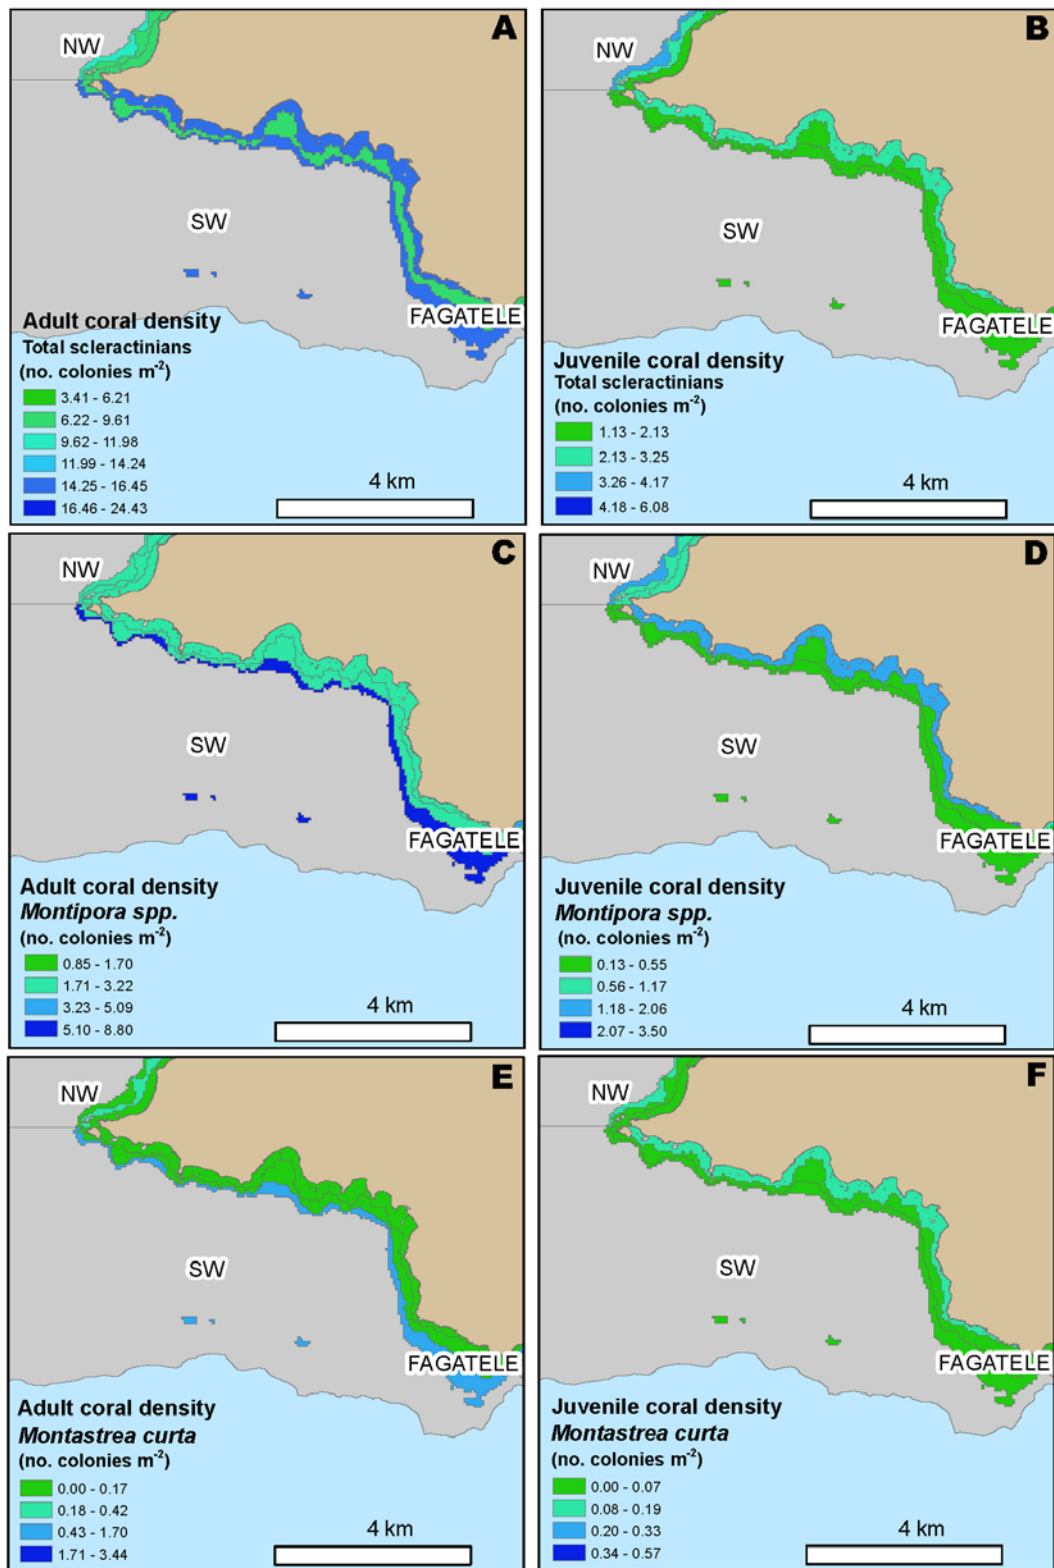 A
NW
SW
FAGATELE
Adult coral density
Total scleractinians
(no. colonies m-2)
3.41 - 6.21
6.22 - 9.61
9.62 - 11.98
11.99 - 14.24
14.25 - 16.45
16.46 - 24.43
4 km
B
NW
SW
FAGATELE
Juvenile coral density
Total scleractinians
(no. colonies m-2)
1.13 - 2.13
2.13 - 3.25
3.26 - 4.17
4.18 - 6.08
4 km
C
NW
SW
FAGATELE
Adult coral density
Montipora spp.
(no. colonies m-2)
0.85 - 1.70
1.71 - 3.22
3.23 - 5.09
5.10 - 8.80
4 km
D
NW
SW
FAGATELE
Juvenile coral density
Montipora spp.
(no. colonies m-2)
0.13 - 0.55
0.56 - 1.17
1.18 - 2.06
2.07 - 3.50
4 km
E
NW
SW
FAGATELE
Adult coral density
Montastrea curta
(no. colonies m-2)
0.00 - 0.17
0.18 - 0.42
0.43 - 1.70
1.71 - 3.44
4 km
F
NW
SW
FAGATELE
Juvenile coral density
Montastrea curta
(no. colonies m-2)
0.00 - 0.07
0.08 - 0.19
0.20 - 0.33
0.34 - 0.57
4 km